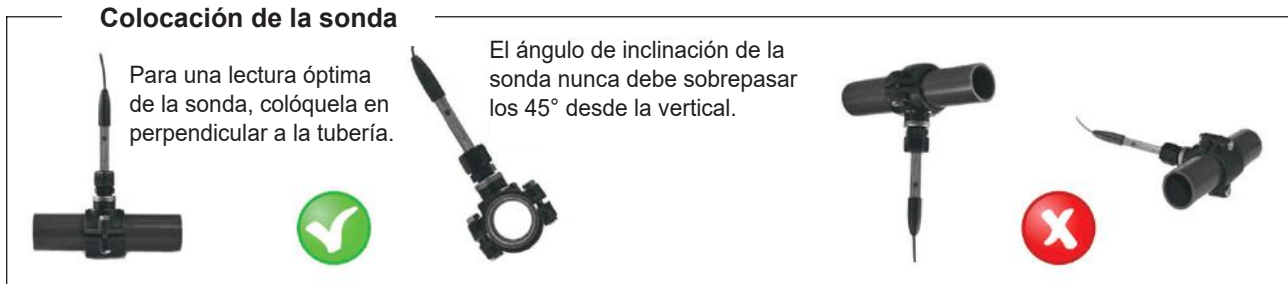 Colocación de la sonda
Para una lectura óptima
de la sonda, colóquela en
perpendicular a la tubería.
El ángulo de inclinación de la
sonda nunca debe sobrepasar
los 45° desde la vertical.